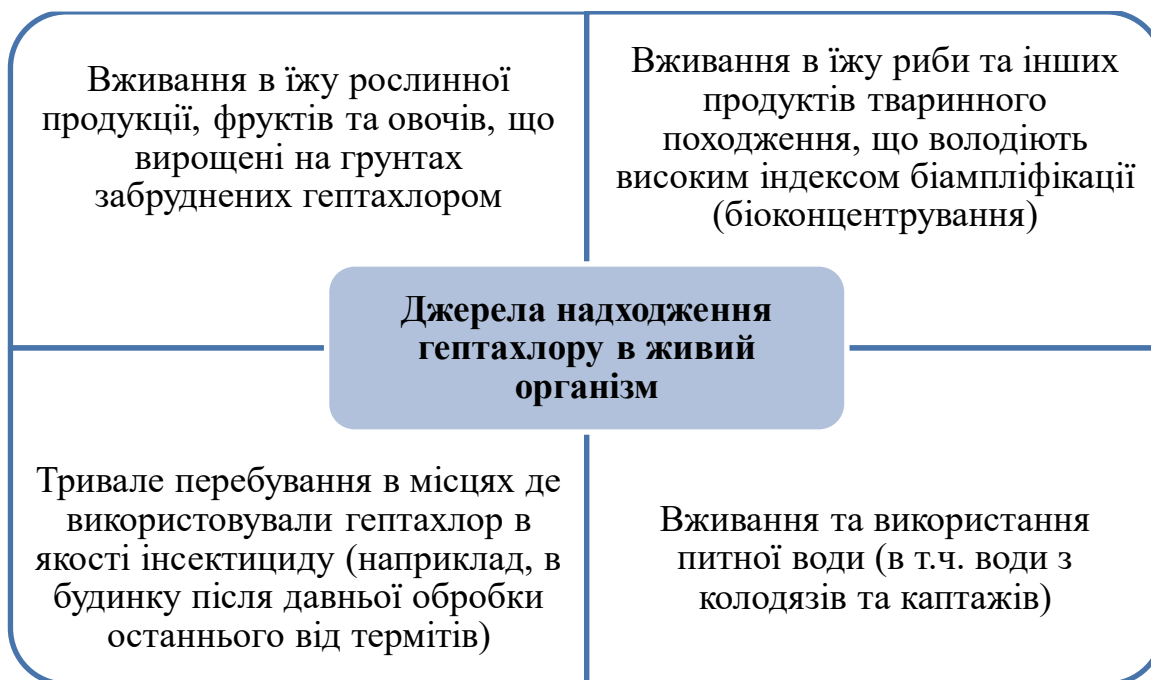 Вживання в їжу рослинної
продукції, фруктів та овочів, що
вирощені на грунтах
забруднених гептахлором
Вживання в їжу риби та інших
продуктів тваринного
походження, що володіють
високим індексом біампліфікації
(біоконцентрування)
Джерела надходження
гептахлору в живий
організм
Тривале перебування в місцях де
використовували гептахлор в
якості інсектициду (наприклад, в
будинку після давньої обробки
останнього від термітів)
Вживання та використання
питної води (в т.ч. води з
колодязів та каптажів)